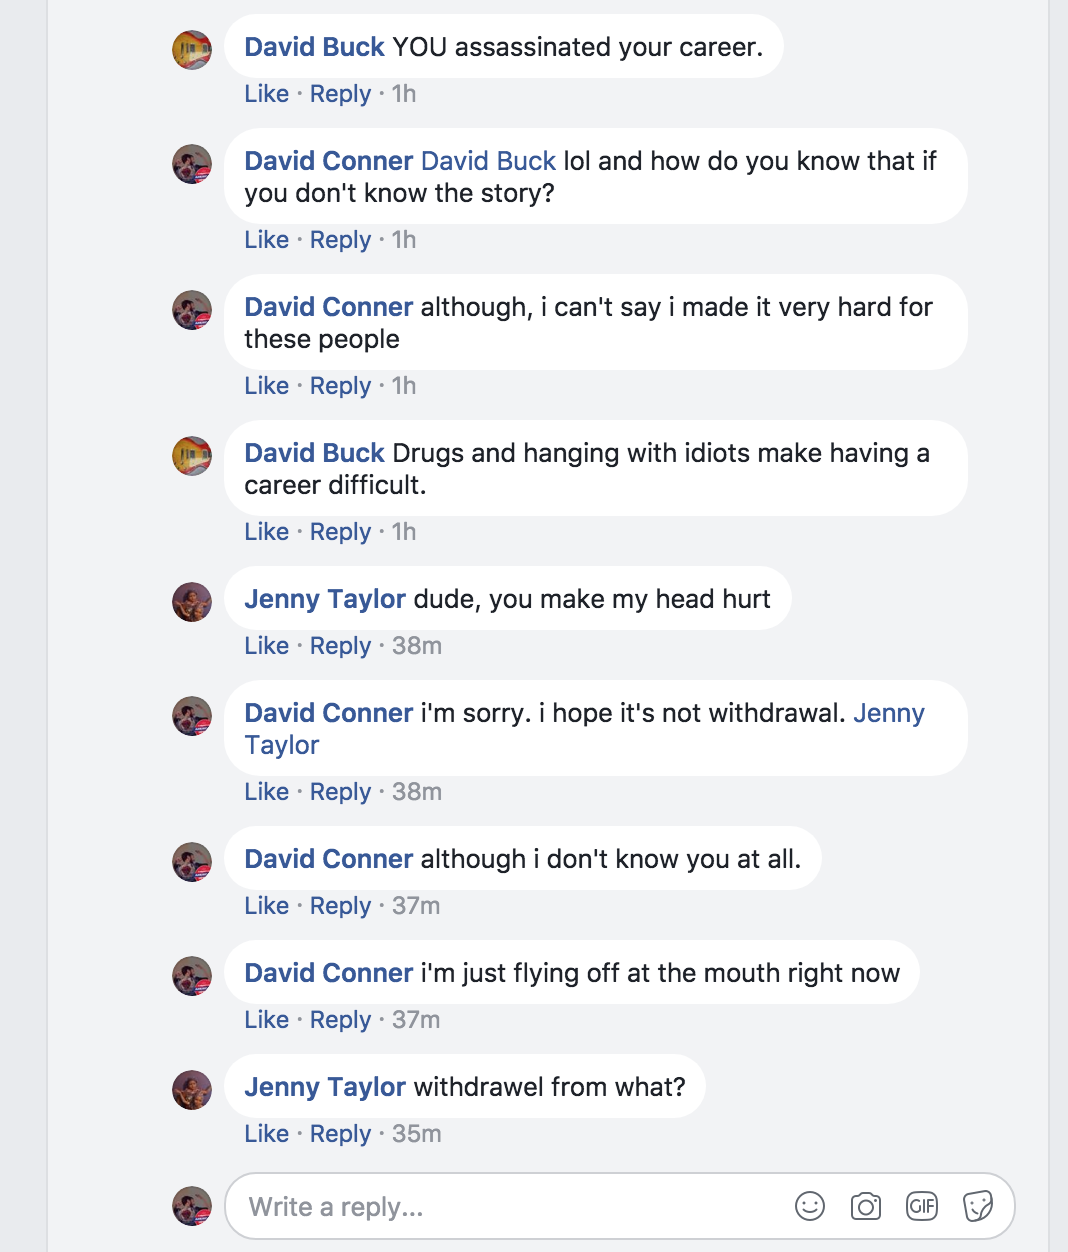 David Buck YOU assassinated your career.
Like · Reply · 1h
David Conner David Buck lol and how do you know that if
you don't know the story?
Like · Reply · 1h
David Conner although, i can't say i made it very hard for
these people
Like · Reply · 1h
David Buck Drugs and hanging with idiots make having a
career difficult.
Like · Reply · 1h
Jenny Taylor dude, you make my head hurt
Like · Reply · 38m
David Conner i'm sorry. i hope it's not withdrawal. Jenny
Taylor
Like · Reply · 38m
David Conner although i don't know you at all.
Like · Reply · 37m
David Conner i'm just flying off at the mouth right now
Like · Reply · 37m
Jenny Taylor withdrawel from what?
Like · Reply · 35m
Write a reply...
GIF